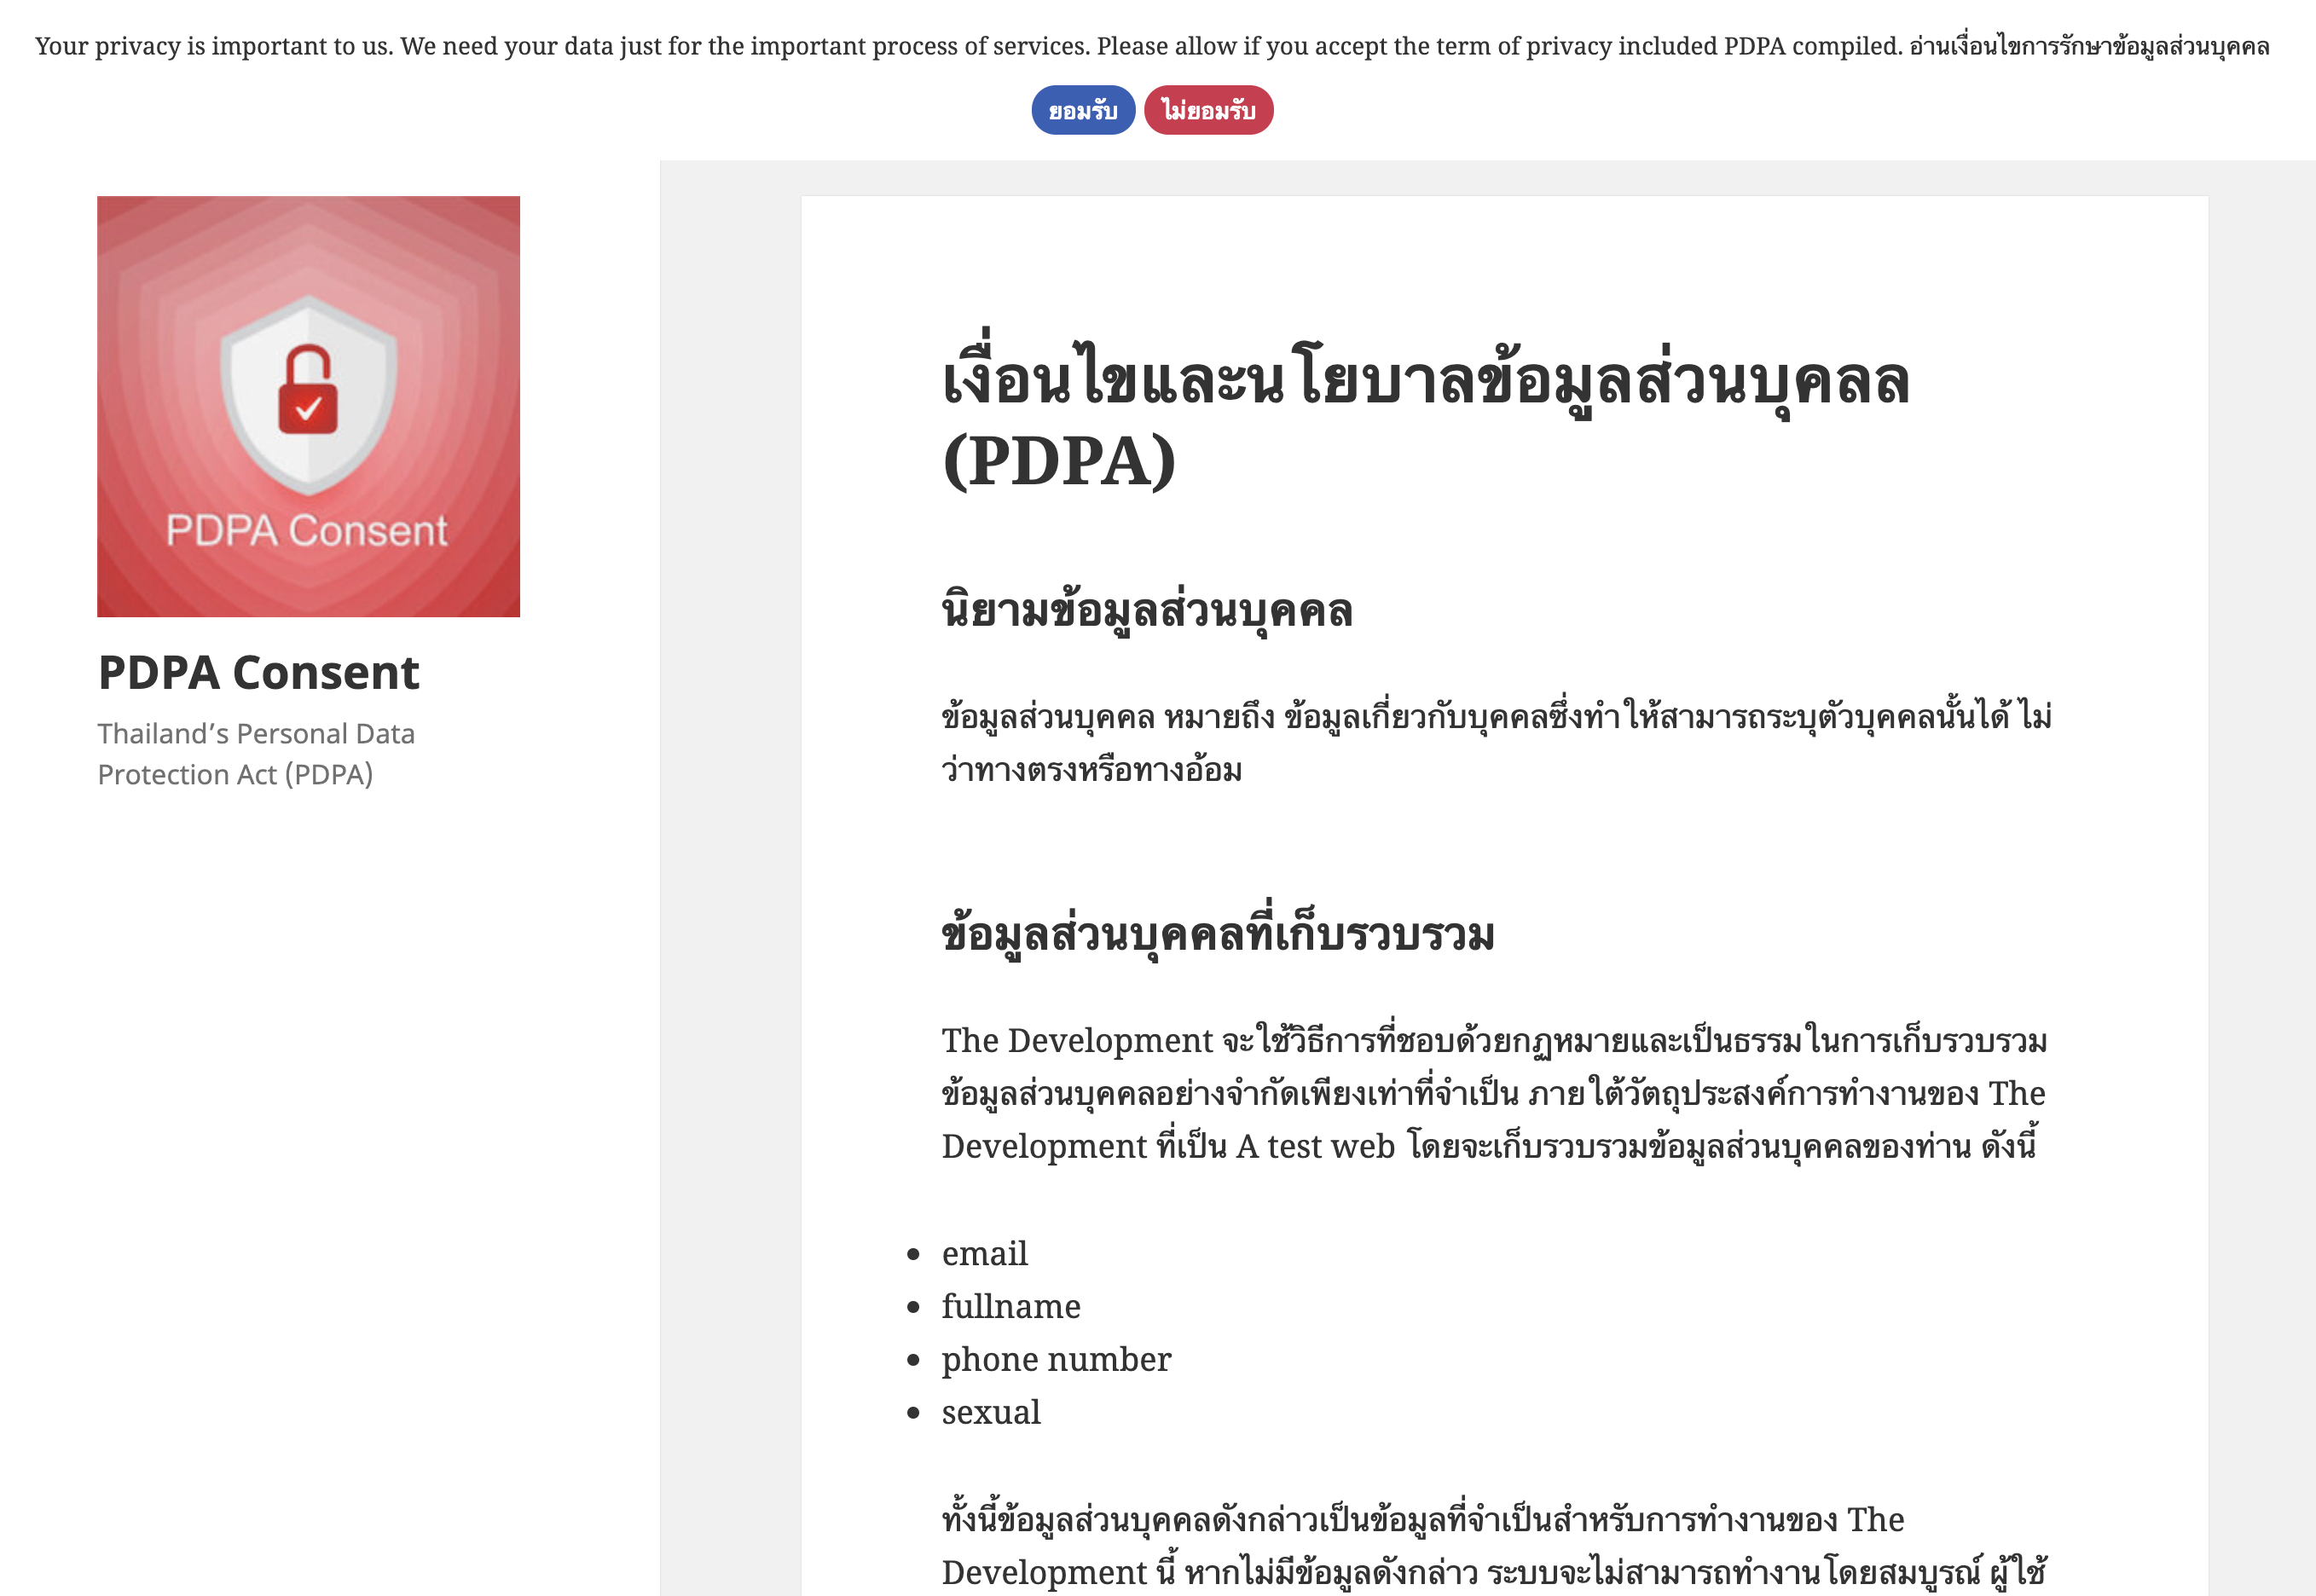 Your privacy is important to us. We need your data just for the important process of services. Please allow if you accept the term of privacy included PDPA compiled. อ่านเงื่อนไขการรักษาข้อมูลส่วนบุคคล
ยอมรับ ไม่ยอมรับ
PDPA Consent
PDPA Consent
Thailand’s Personal Data
Protection Act (PDPA)
เงื่อนไขและนโยบาลข้อมูลส่วนบุคลล
(PDPA)
นิยามข้อมูลส่วนบุคคล
ข้อมูลส่วนบุคคล หมายถึง ข้อมูลเกี่ยวกับบุคคลซึ่งทำให้สามารถระบุตัวบุคคลนั้นได้ ไม่
ว่าทางตรงหรือทางอ้อม
ข้อมูลส่วนบุคคลที่เก็บรวบรวม
The Development จะใช้วิธีการที่ชอบด้วยกฏหมายและเป็นธรรมในการเก็บรวบรวม
ข้อมูลส่วนบุคคลอย่างจำกัดเพียงเท่าที่จำเป็น ภายใต้วัตถุประสงค์การทำงานของ The
Development ที่เป็น A test web โดยจะเก็บรวบรวมข้อมูลส่วนบุคคลของท่าน ดังนี้
• email
• fullname
• phone number
• sexual
ทั้งนี้ข้อมูลส่วนบุคคลดังกล่าวเป็นข้อมูลที่จำเป็นสำหรับการทำงานของ The
Development นี้ หากไม่มีข้อมูลดังกล่าว ระบบจะไม่สามารถทำงานโดยสมบูรณ์ ผู้ใช้